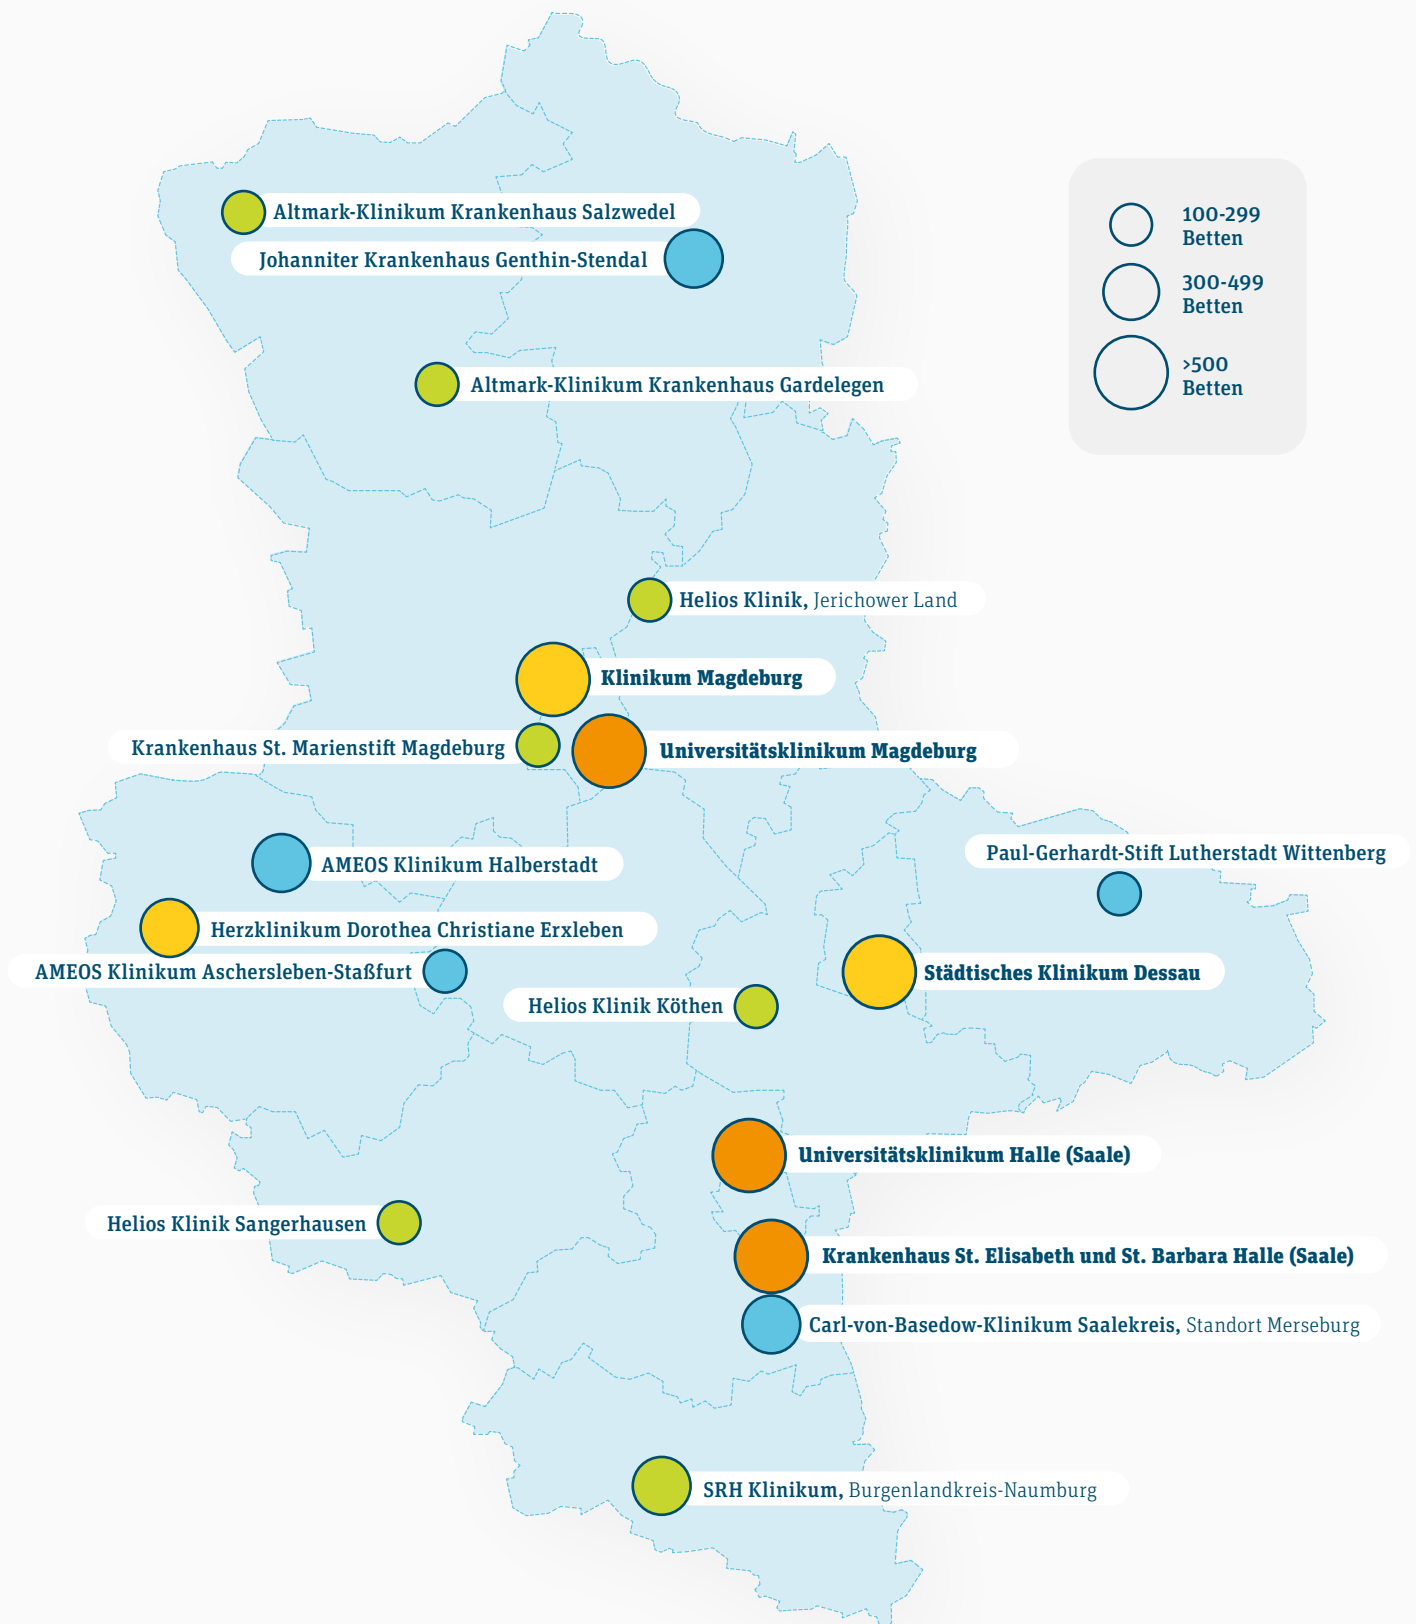 Altmark-Klinikum Krankenhaus Salzwedel
Johanniter Krankenhaus Genthin-Stendal
100-299
Betten
300-499
Betten
>500
Betten
Altmark-Klinikum Krankenhaus Gardelegen
Helios Klinik, Jerichower Land
Klinikum Magdeburg
Krankenhaus St. Marienstift Magdeburg
Universitätsklinikum Magdeburg
Paul-Gerhardt-Stift Lutherstadt Wittenberg
AMEOS Klinikum Halberstadt
Herzklinikum Dorothea Christiane Erxleben
AMEOS Klinikum Aschersleben-Staßfurt
Städtisches Klinikum Dessau
Helios Klinik Köthen
Universitätsklinikum Halle (Saale)
Helios Klinik Sangerhausen
Krankenhaus St. Elisabeth und St. Barbara Halle (Saale)
Carl-von-Basedow-Klinikum Saalekreis, Standort Merseburg
SRH Klinikum, Burgenlandkreis-Naumburg